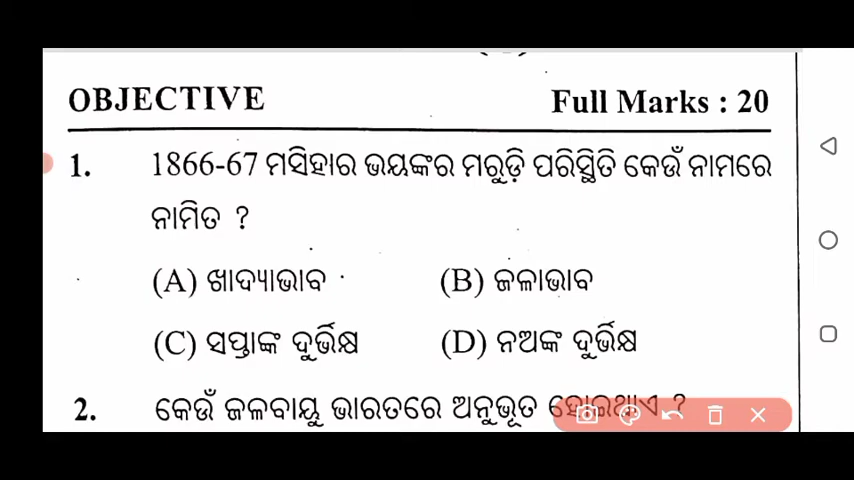 OBJECTIVE Full Marks : 20
1. 1866-67 ମସିହାର ଭୟଙ୍କର ମରୁଡ଼ି ପରିସ୍ଥିତି କେଉଁ ନାମରେ
ନାମିତ ?
(A) ଖାଦ୍ୟାଭାବ (B) ଜଳାଭାବ
(C) ସପ୍ତାଙ୍କ ଦୁର୍ଭିକ୍ଷ (D) ନଅଙ୍କ ଦୁର୍ଭିକ୍ଷ
2. କେଉଁ ଜଳବାୟୁ ଭାରତରେ ଅନୁଭୂତ ହୋଇଥାଏ ?